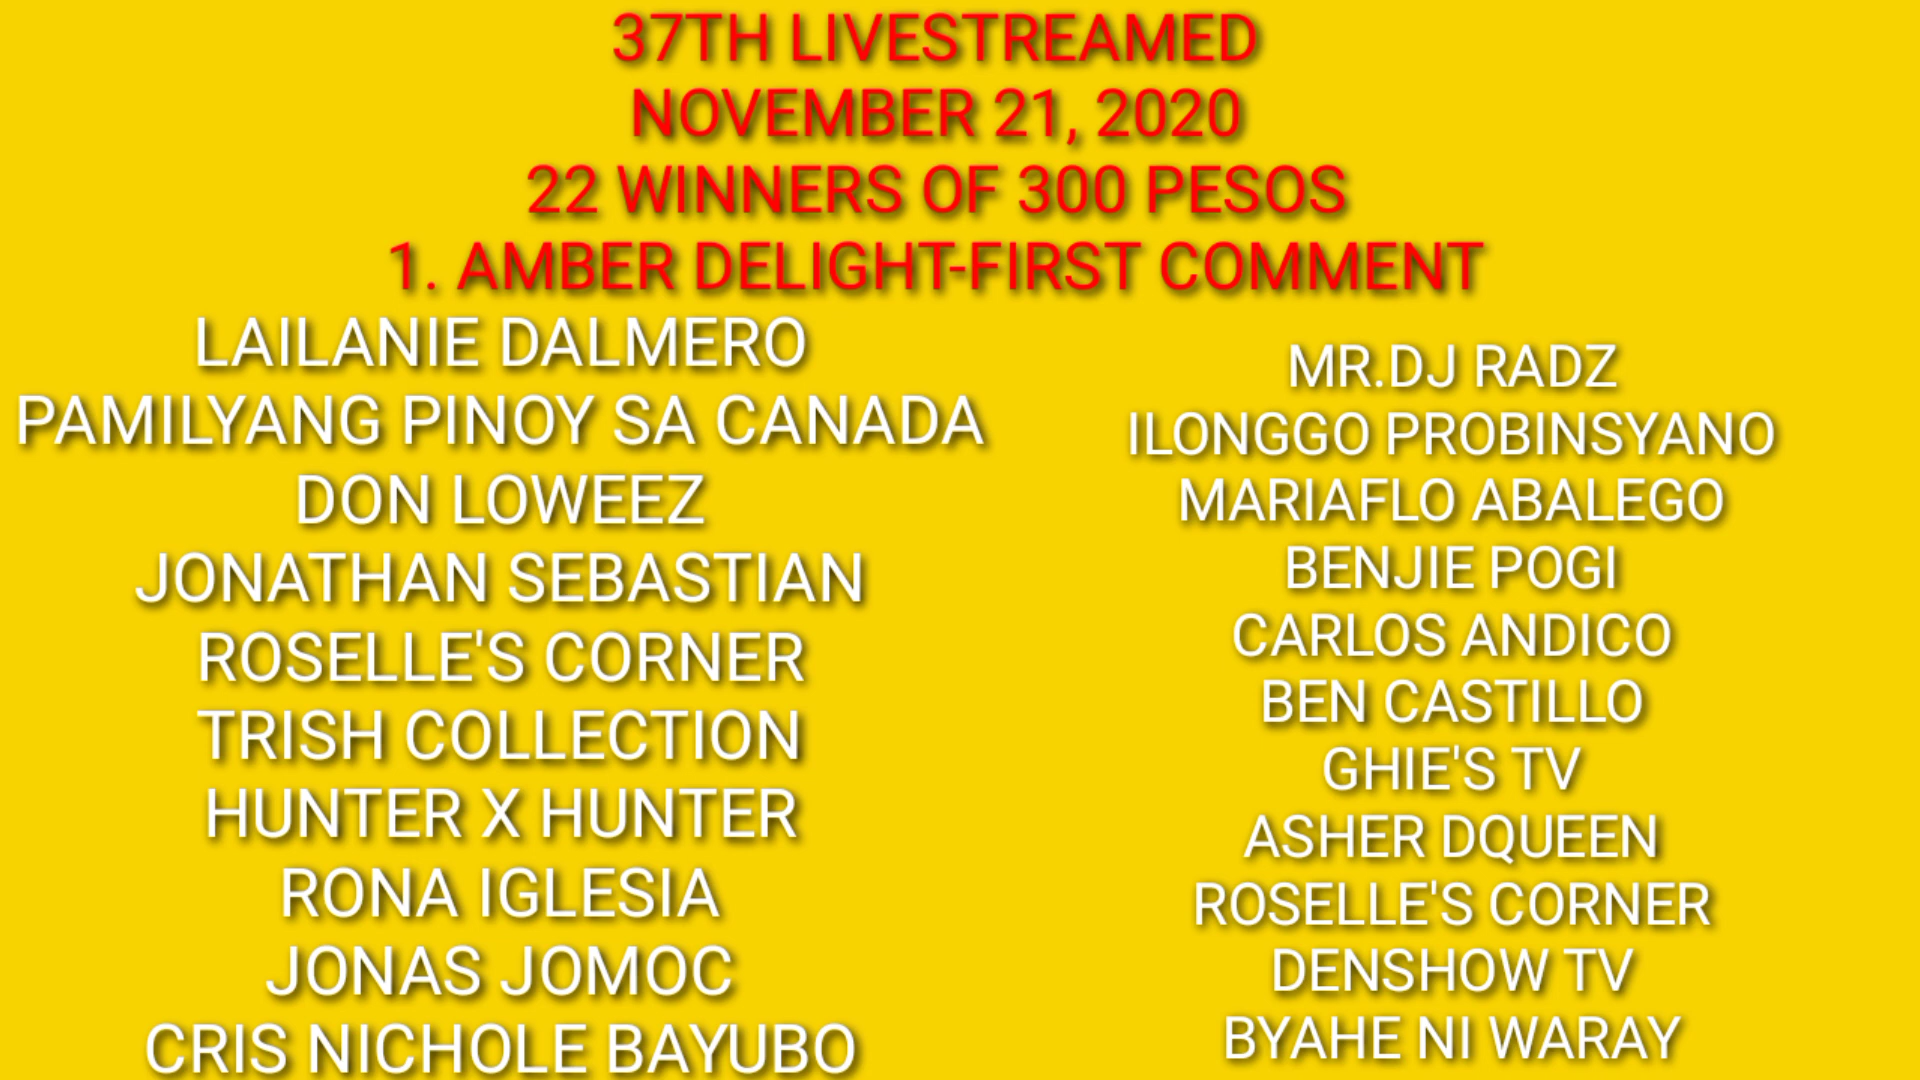 37TH LIVESTREAMED
NOVEMBER 21, 2020
22 WINNERS OF 300 PESOS
1. AMBER DELIGHT-FIRST COMMENT
LAILANIE DALMERO
PAMILYANG PINOY SA CANADA
DON LOWEEZ
JONATHAN SEBASTIAN
ROSELLE'S CORNER
TRISH COLLECTION
HUNTER X HUNTER
RONA IGLESIA
JONAS JOMOC
CRIS NICHOLE BAYUBO
MR.DJ RADZ
ILONGGO PROBINSYANO
MARIAFLO ABALEGO
BENJIE POGI
CARLOS ANDICO
BEN CASTILLO
GHIE'S TV
ASHER DQUEEN
ROSELLE'S CORNER
DENSHOW TV
BYAHE NI WARAY